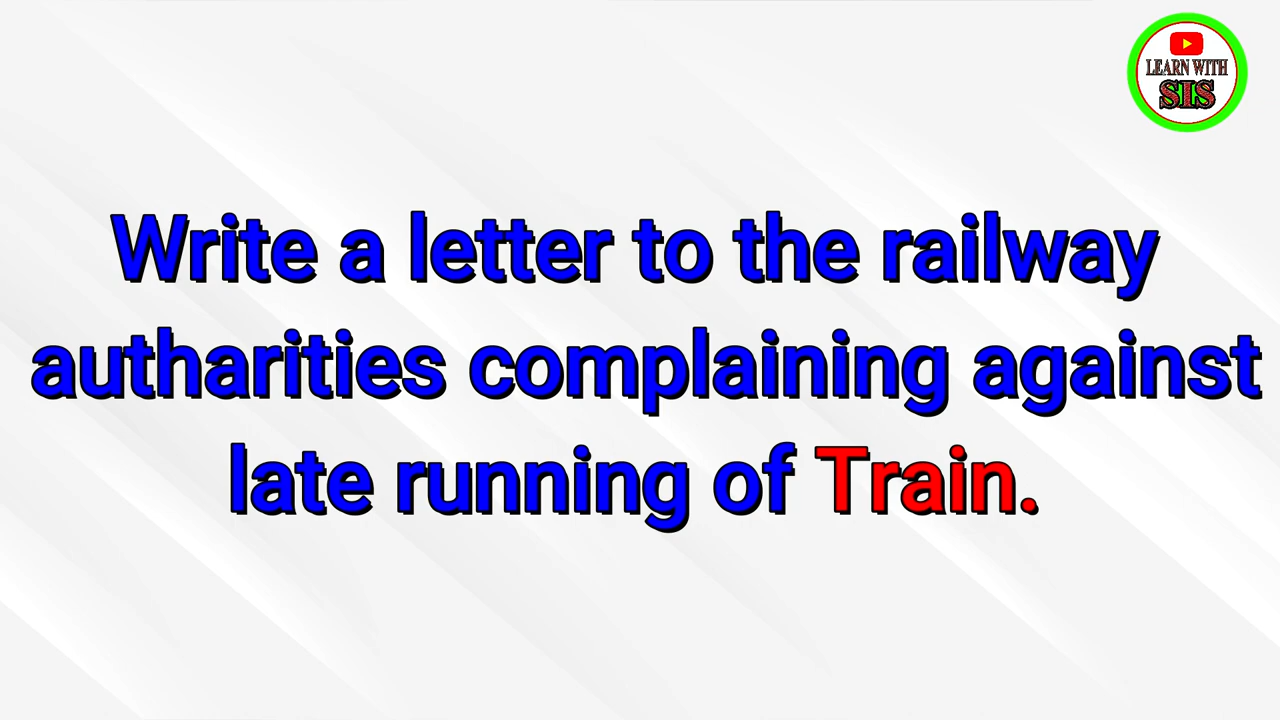 LEARN WITH
SIS
Write a letter to the railway
autharities complaining against
late running of Train.